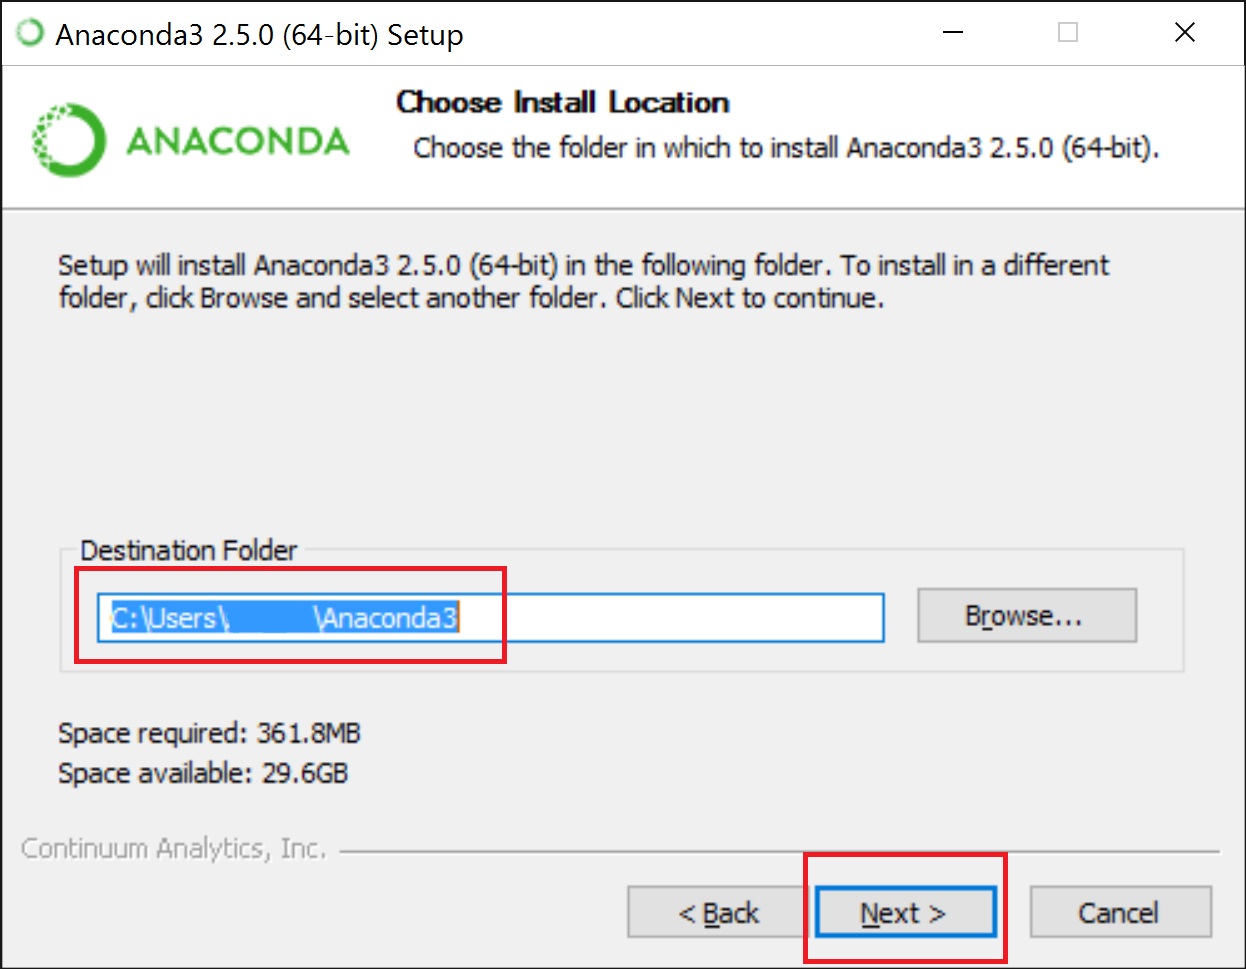 Anaconda3 2.5.0 (64-bit) Setup
ANACONDA
Choose Install Location
Choose the folder in which to install Anaconda3 2.5.0 (64-bit).
Setup will install Anaconda3 2.5.0 (64-bit) in the following folder. To install in a different
folder, click Browse and select another folder. Click Next to continue.
Destination Folder
C:\Users\ \Anaconda3
Browse...
Space required: 361.8MB
Space available: 29.6GB
Continuum Analytics, Inc.
< Back
Next >
Cancel